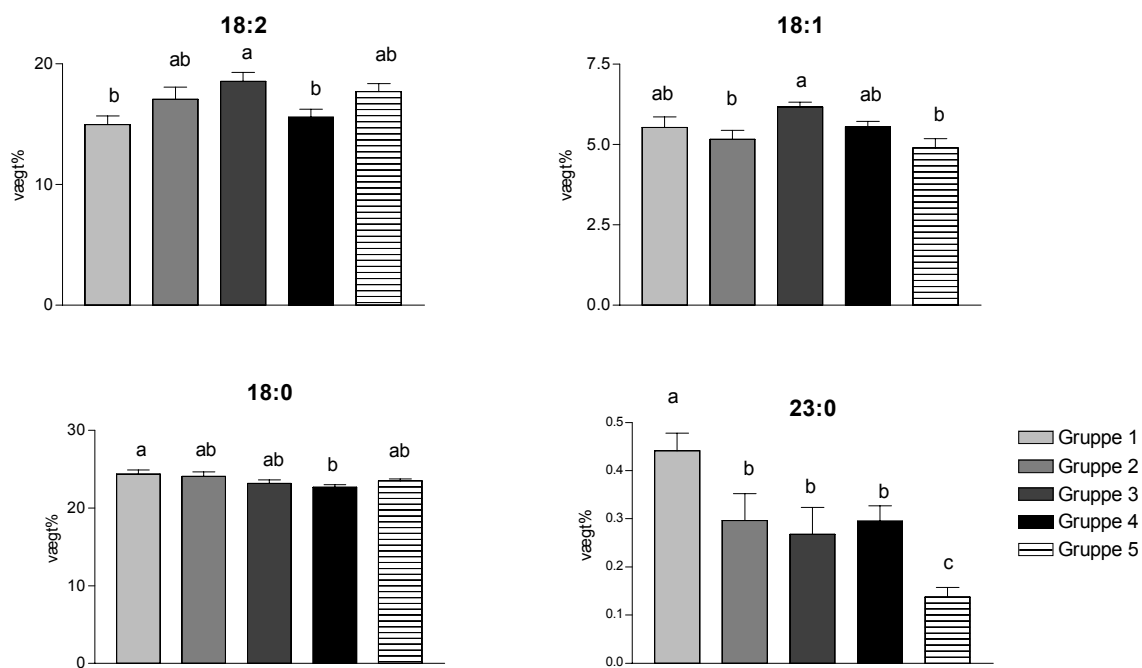 18:2
20
10
0
vægt%
b
ab
a
b
ab
18:1
7.5
5.0
2.5
0.0
vægt%
ab
b
a
ab
b
18:0
30
20
10
0
vægt%
a
ab
ab
b
ab
23:0
0.5
0.4
0.3
0.2
0.1
0.0
vægt%
a
b
b
b
c
Gruppe 1
Gruppe 2
Gruppe 3
Gruppe 4
Gruppe 5